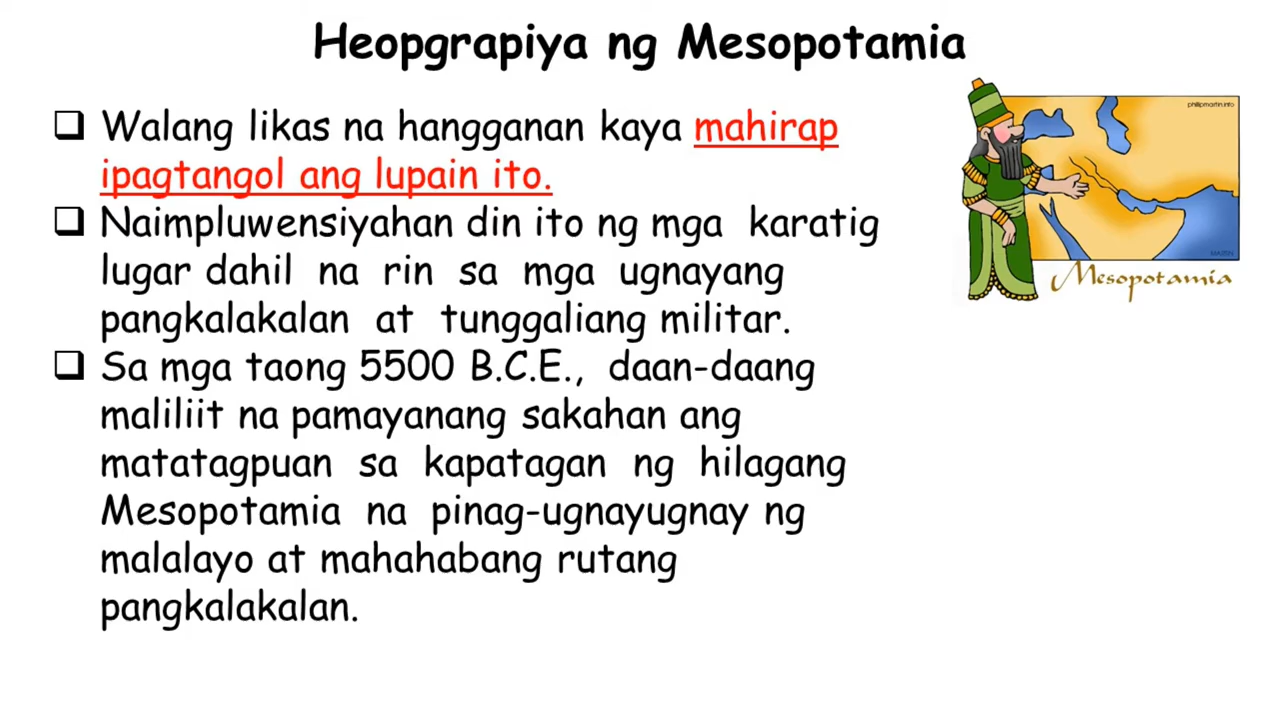 Heopgrapiya ng Mesopotamia
❑ Walang likas na hangganan kaya mahirap
ipagtangol ang lupain ito.
❑ Naimpluwensiyahan din ito ng mga karatig
lugar dahil na rin sa mga ugnayang
pangkalakalan at tunggaliang militar.
❑ Sa mga taong 5500 B.C.E., daan-daang
maliliit na pamayanang sakahan ang
matatagpuan sa kapatagan ng hilagang
Mesopotamia na pinag-ugnayugnay ng
malalayo at mahahabang rutang
pangkalakalan.
phillipmartin.info
MARTIN
Mesopotamia